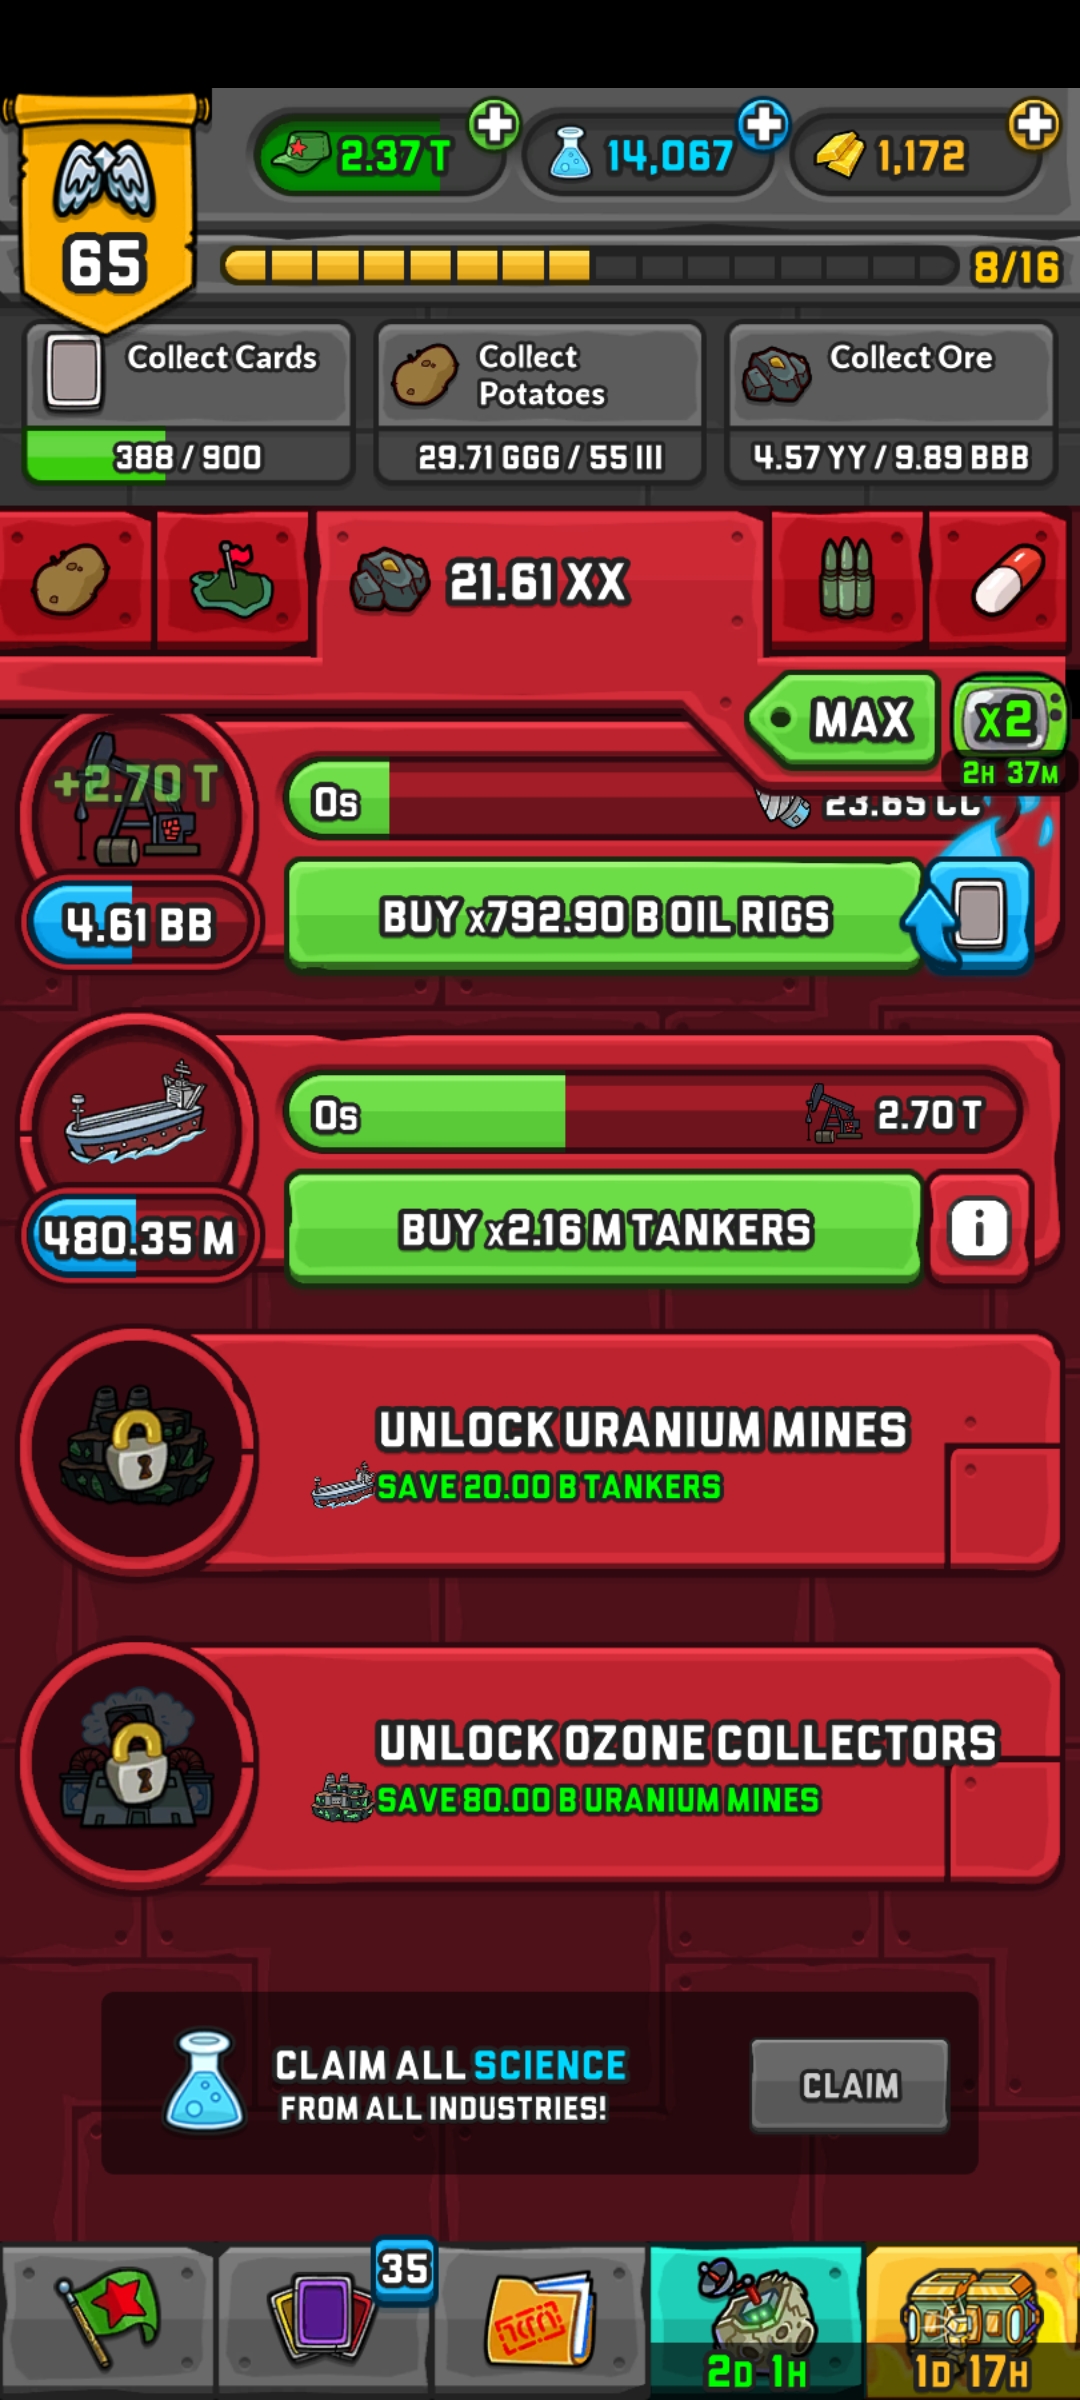 2.37 T
14,067
1,172
65
8/16
Collect Cards
388 / 900
Collect
Potatoes
29.71 GGG / 55 III
Collect Ore
4.57 YY / 9.89 BBB
21.61 XX
MAX
x2
2H 37M
+2.70 T
0s
23.65 CC
4.61 BB
BUY x792.90 B OIL RIGS
0s
2.70 T
480.35 M
BUY x2.16 M TANKERS
i
UNLOCK URANIUM MINES
SAVE 20.00 B TANKERS
UNLOCK OZONE COLLECTORS
SAVE 80.00 B URANIUM MINES
CLAIM ALL SCIENCE
FROM ALL INDUSTRIES!
CLAIM
35
2D 1H
1D 17H